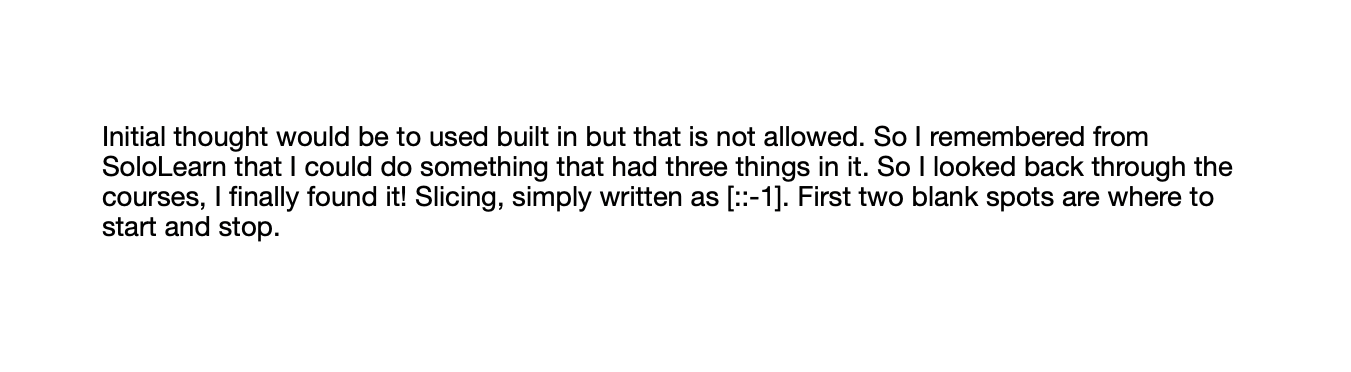 Initial thought would be to used built in but that is not allowed. So I remembered from
SoloLearn that I could do something that had three things in it. So I looked back through the
courses, I finally found it! Slicing, simply written as [::-1]. First two blank spots are where to
start and stop.